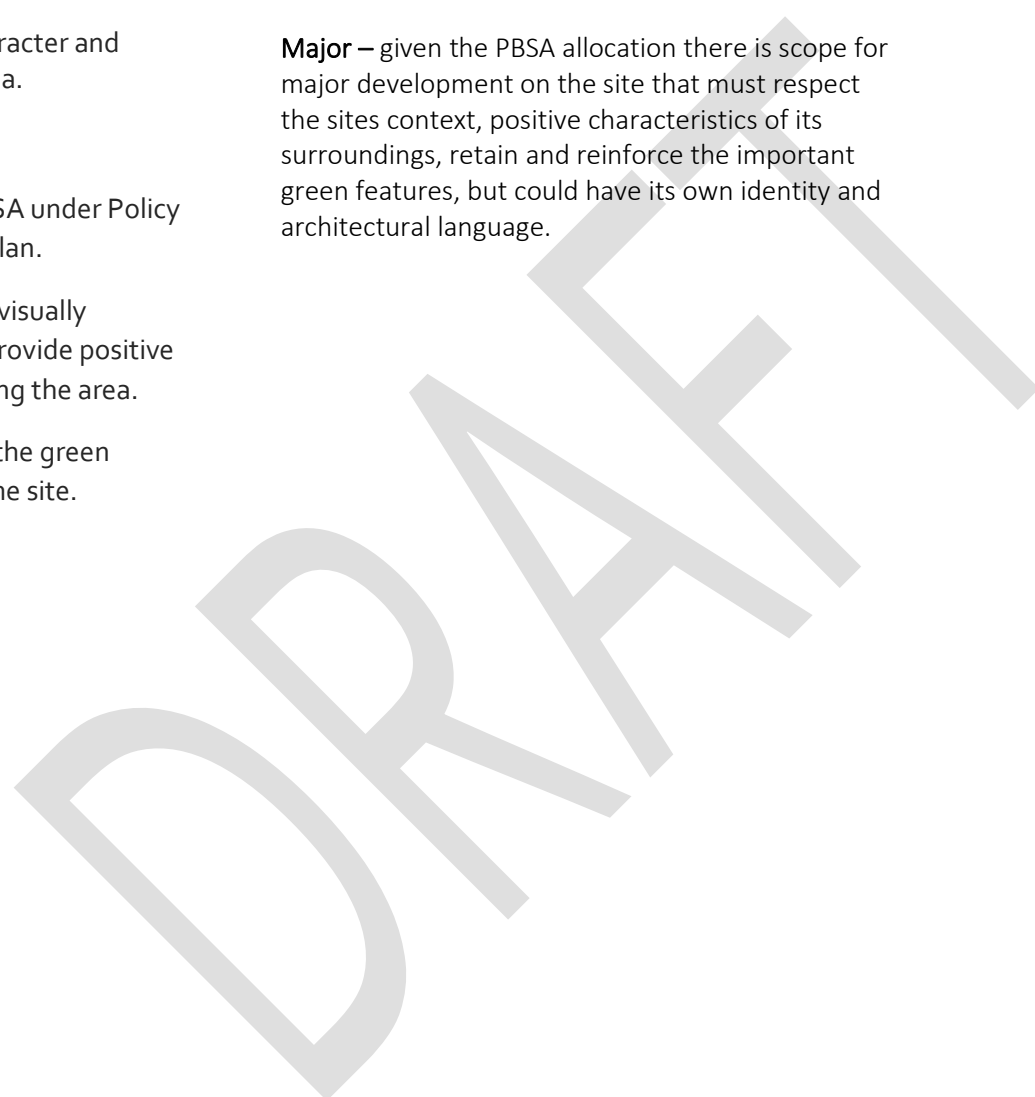 racter and
a.
SA under Policy
lan.
visually
rovide positive
ng the area.
the green
ne site.
Major – given the PBSA allocation there is scope for
major development on the site that must respect
the sites context, positive characteristics of its
surroundings, retain and reinforce the important
green features, but could have its own identity and
architectural language.
DRAFT